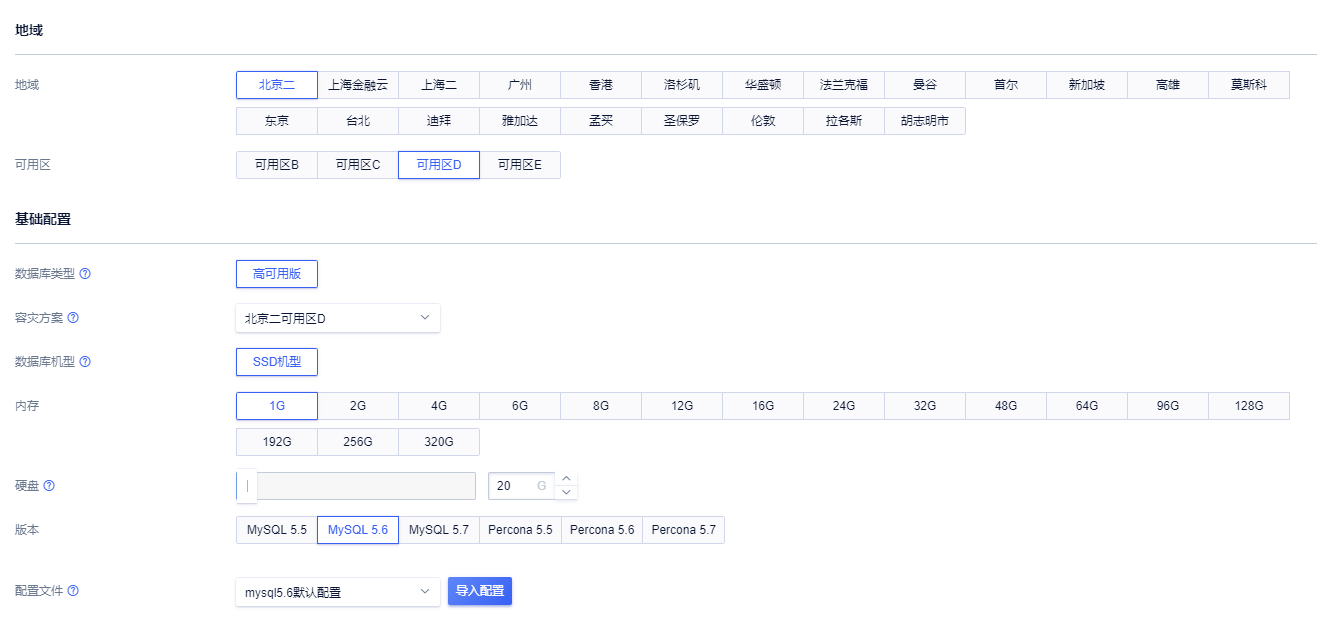 地域
地域 北京二 上海金融云 上海二 广州 香港 洛杉矶 华盛顿 法兰克福 曼谷 首尔 新加坡 高雄 莫斯科
东京 台北 迪拜 雅加达 孟买 圣保罗 伦敦 拉各斯 胡志明市
可用区 可用区B 可用区C 可用区D 可用区E
基础配置
数据库类型 ? 高可用版
容灾方案 ? 北京二可用区D
数据库机型 ? SSD机型
内存 1G 2G 4G 6G 8G 12G 16G 24G 32G 48G 64G 96G 128G
192G 256G 320G
硬盘 ? 20 G
版本 MySQL 5.5 MySQL 5.6 MySQL 5.7 Percona 5.5 Percona 5.6 Percona 5.7
配置文件 ? mysql5.6默认配置 导入配置